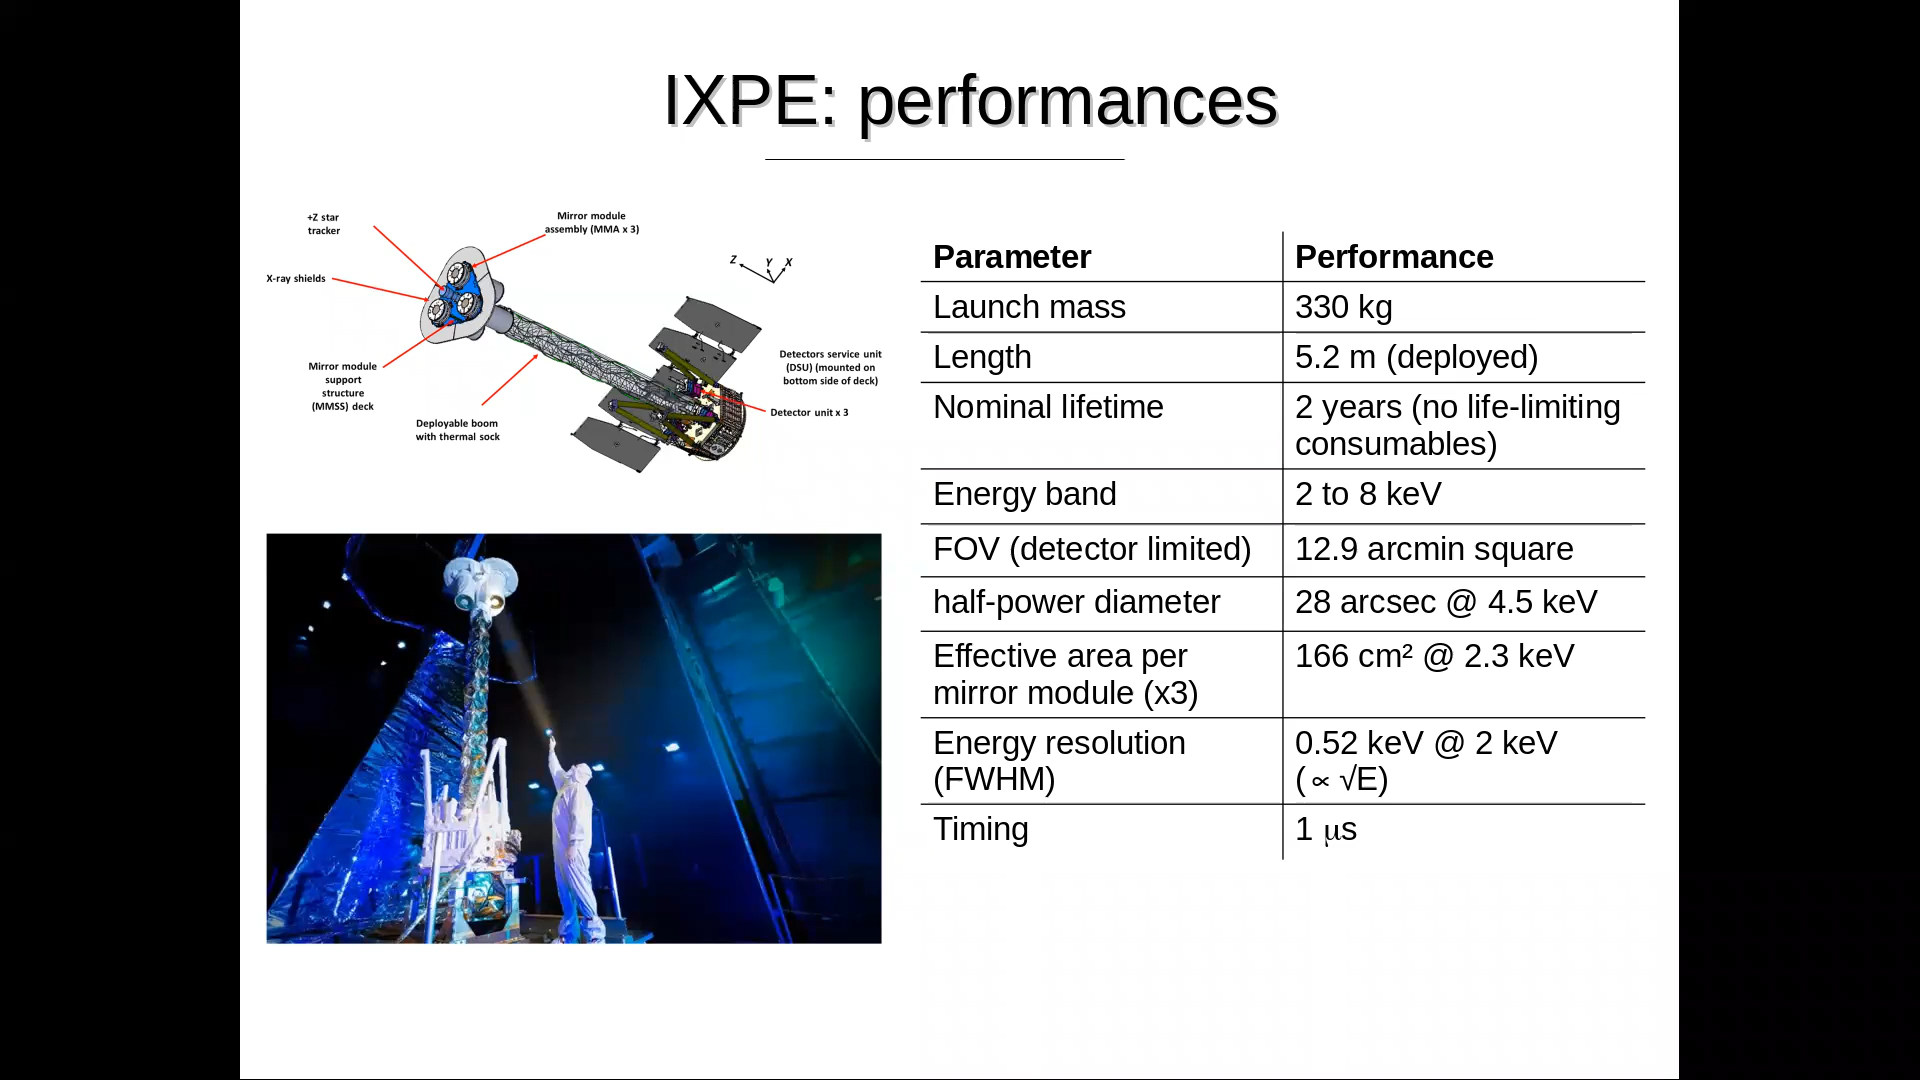 IXPE: performances
+Z star
tracker
Mirror module
assembly (MMA x 3)
X-ray shields
Z Y X
Mirror module
support
structure
(MMSS) deck
Deployable boom
with thermal sock
Detectors service unit
(DSU) (mounted on
bottom side of deck)
Detector unit x 3
Parameter Performance
Launch mass 330 kg
Length 5.2 m (deployed)
Nominal lifetime 2 years (no life-limiting
consumables)
Energy band 2 to 8 keV
FOV (detector limited) 12.9 arcmin square
half-power diameter 28 arcsec @ 4.5 keV
Effective area per 166 cm² @ 2.3 keV
mirror module (x3)
Energy resolution 0.52 keV @ 2 keV
(FWHM) (∝ √E)
Timing 1 µs